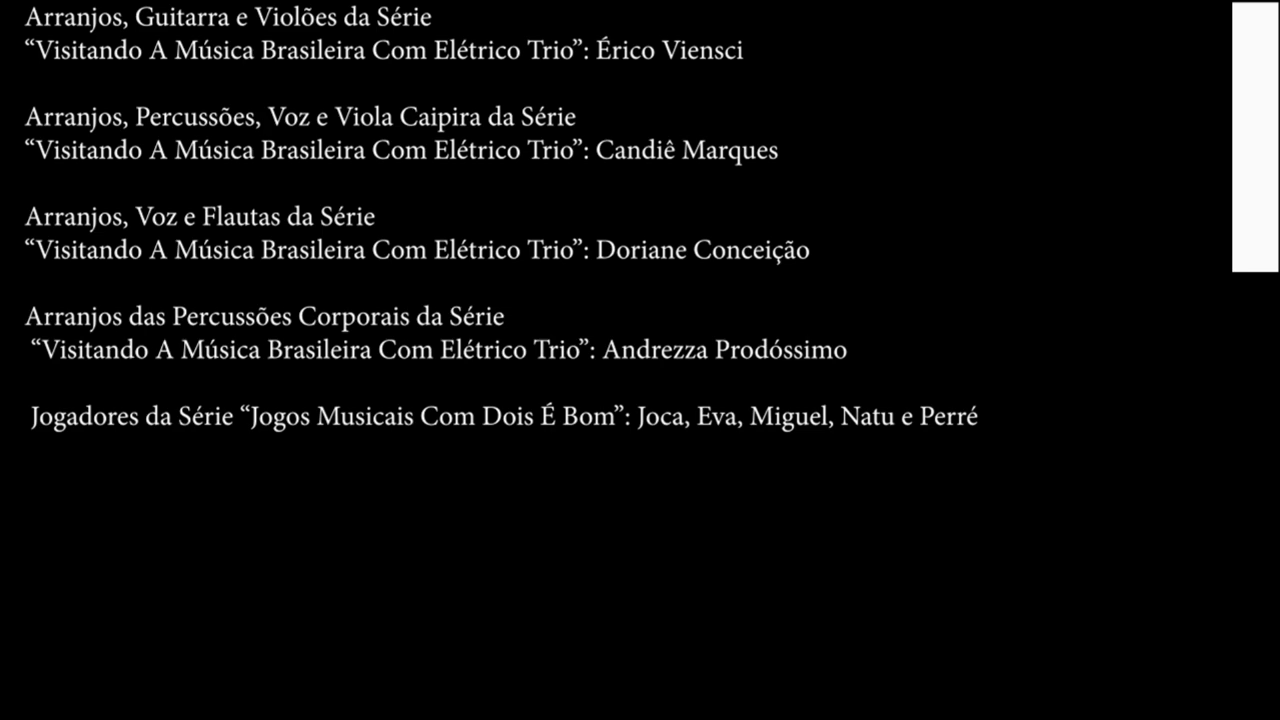 Arranjos, Guitarra e Violões da Série
“Visitando A Música Brasileira Com Elétrico Trio”: Érico Viensci
Arranjos, Percussões, Voz e Viola Caipira da Série
“Visitando A Música Brasileira Com Elétrico Trio”: Candiê Marques
Arranjos, Voz e Flautas da Série
“Visitando A Música Brasileira Com Elétrico Trio”: Doriane Conceição
Arranjos das Percussões Corporais da Série
“Visitando A Música Brasileira Com Elétrico Trio”: Andrezza Prodóssimo
Jogadores da Série “Jogos Musicais Com Dois É Bom”: Joca, Eva, Miguel, Natu e Perré